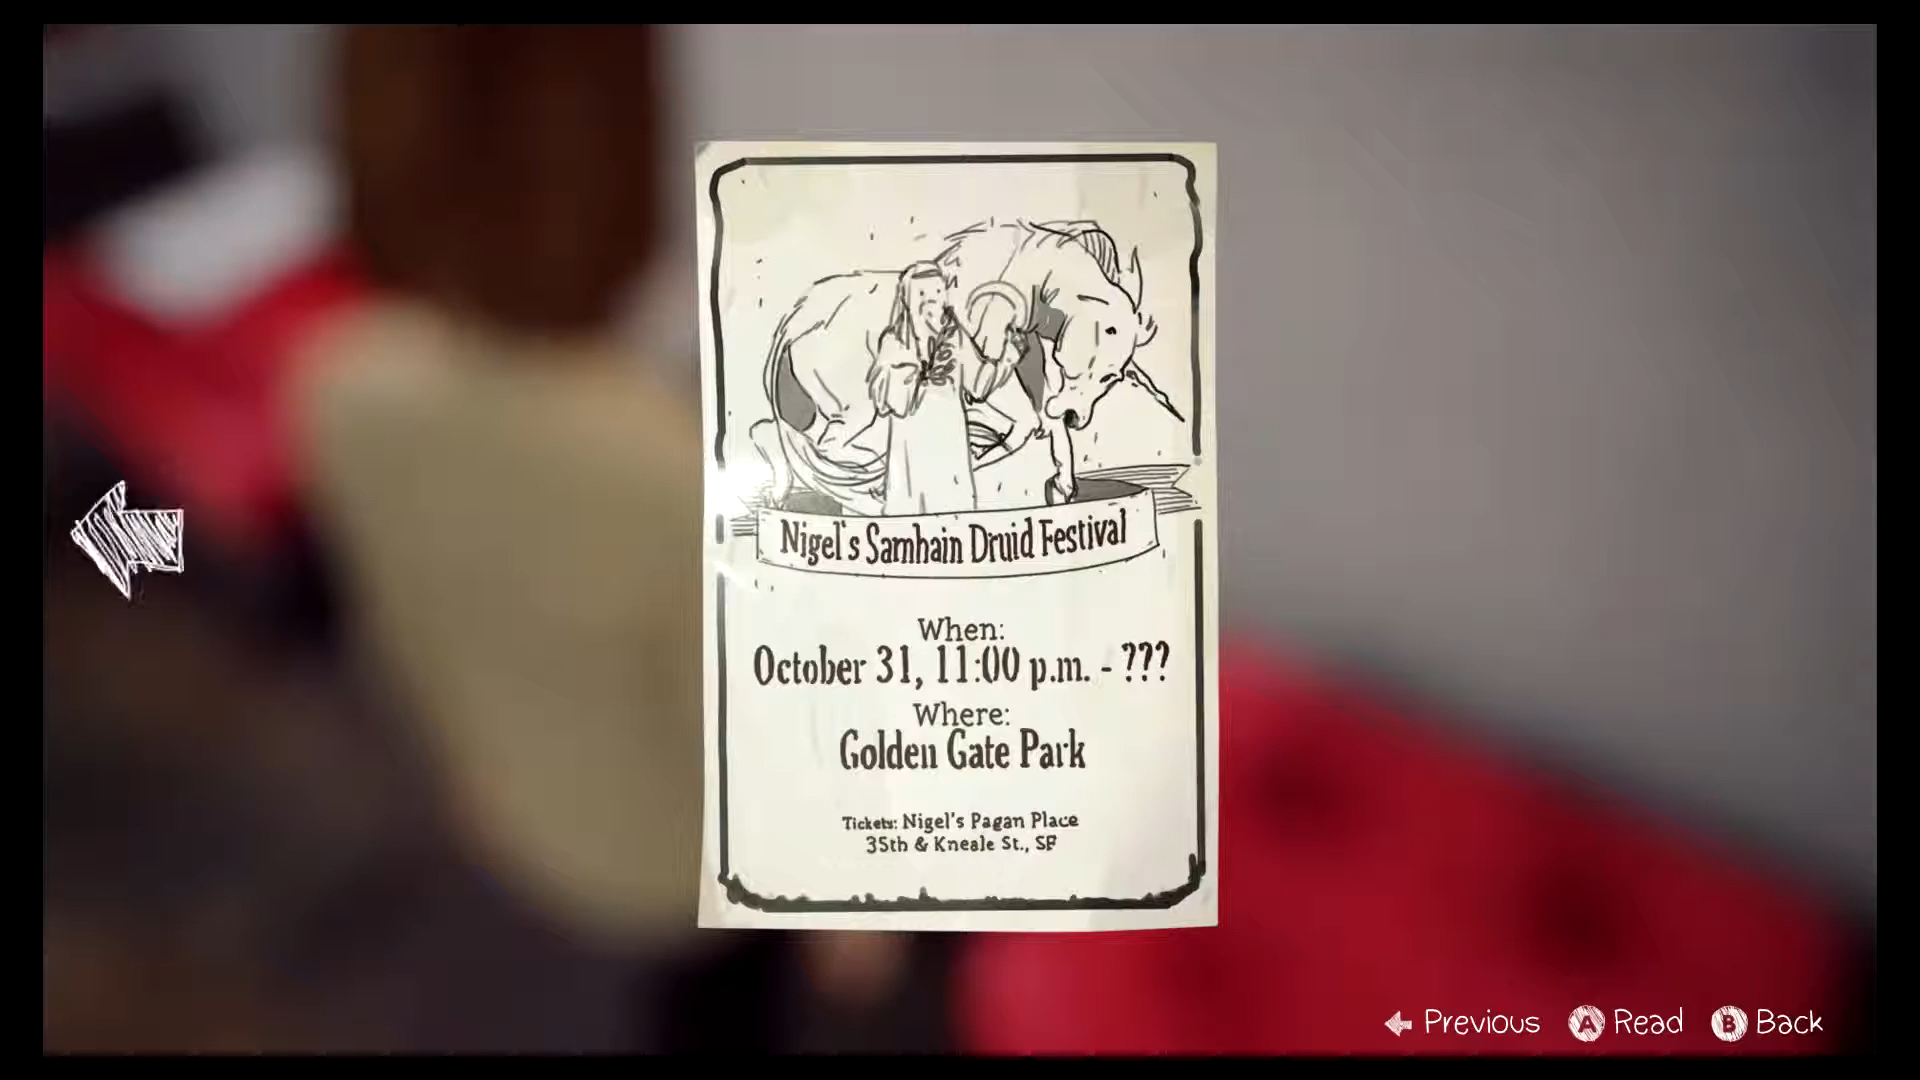 Nigel's Samhain Druid Festival
When:
October 31, 11:00 p.m. - ???
Where:
Golden Gate Park
Tickets: Nigel's Pagan Place
35th & Kneale St., SF
Previous A Read B Back